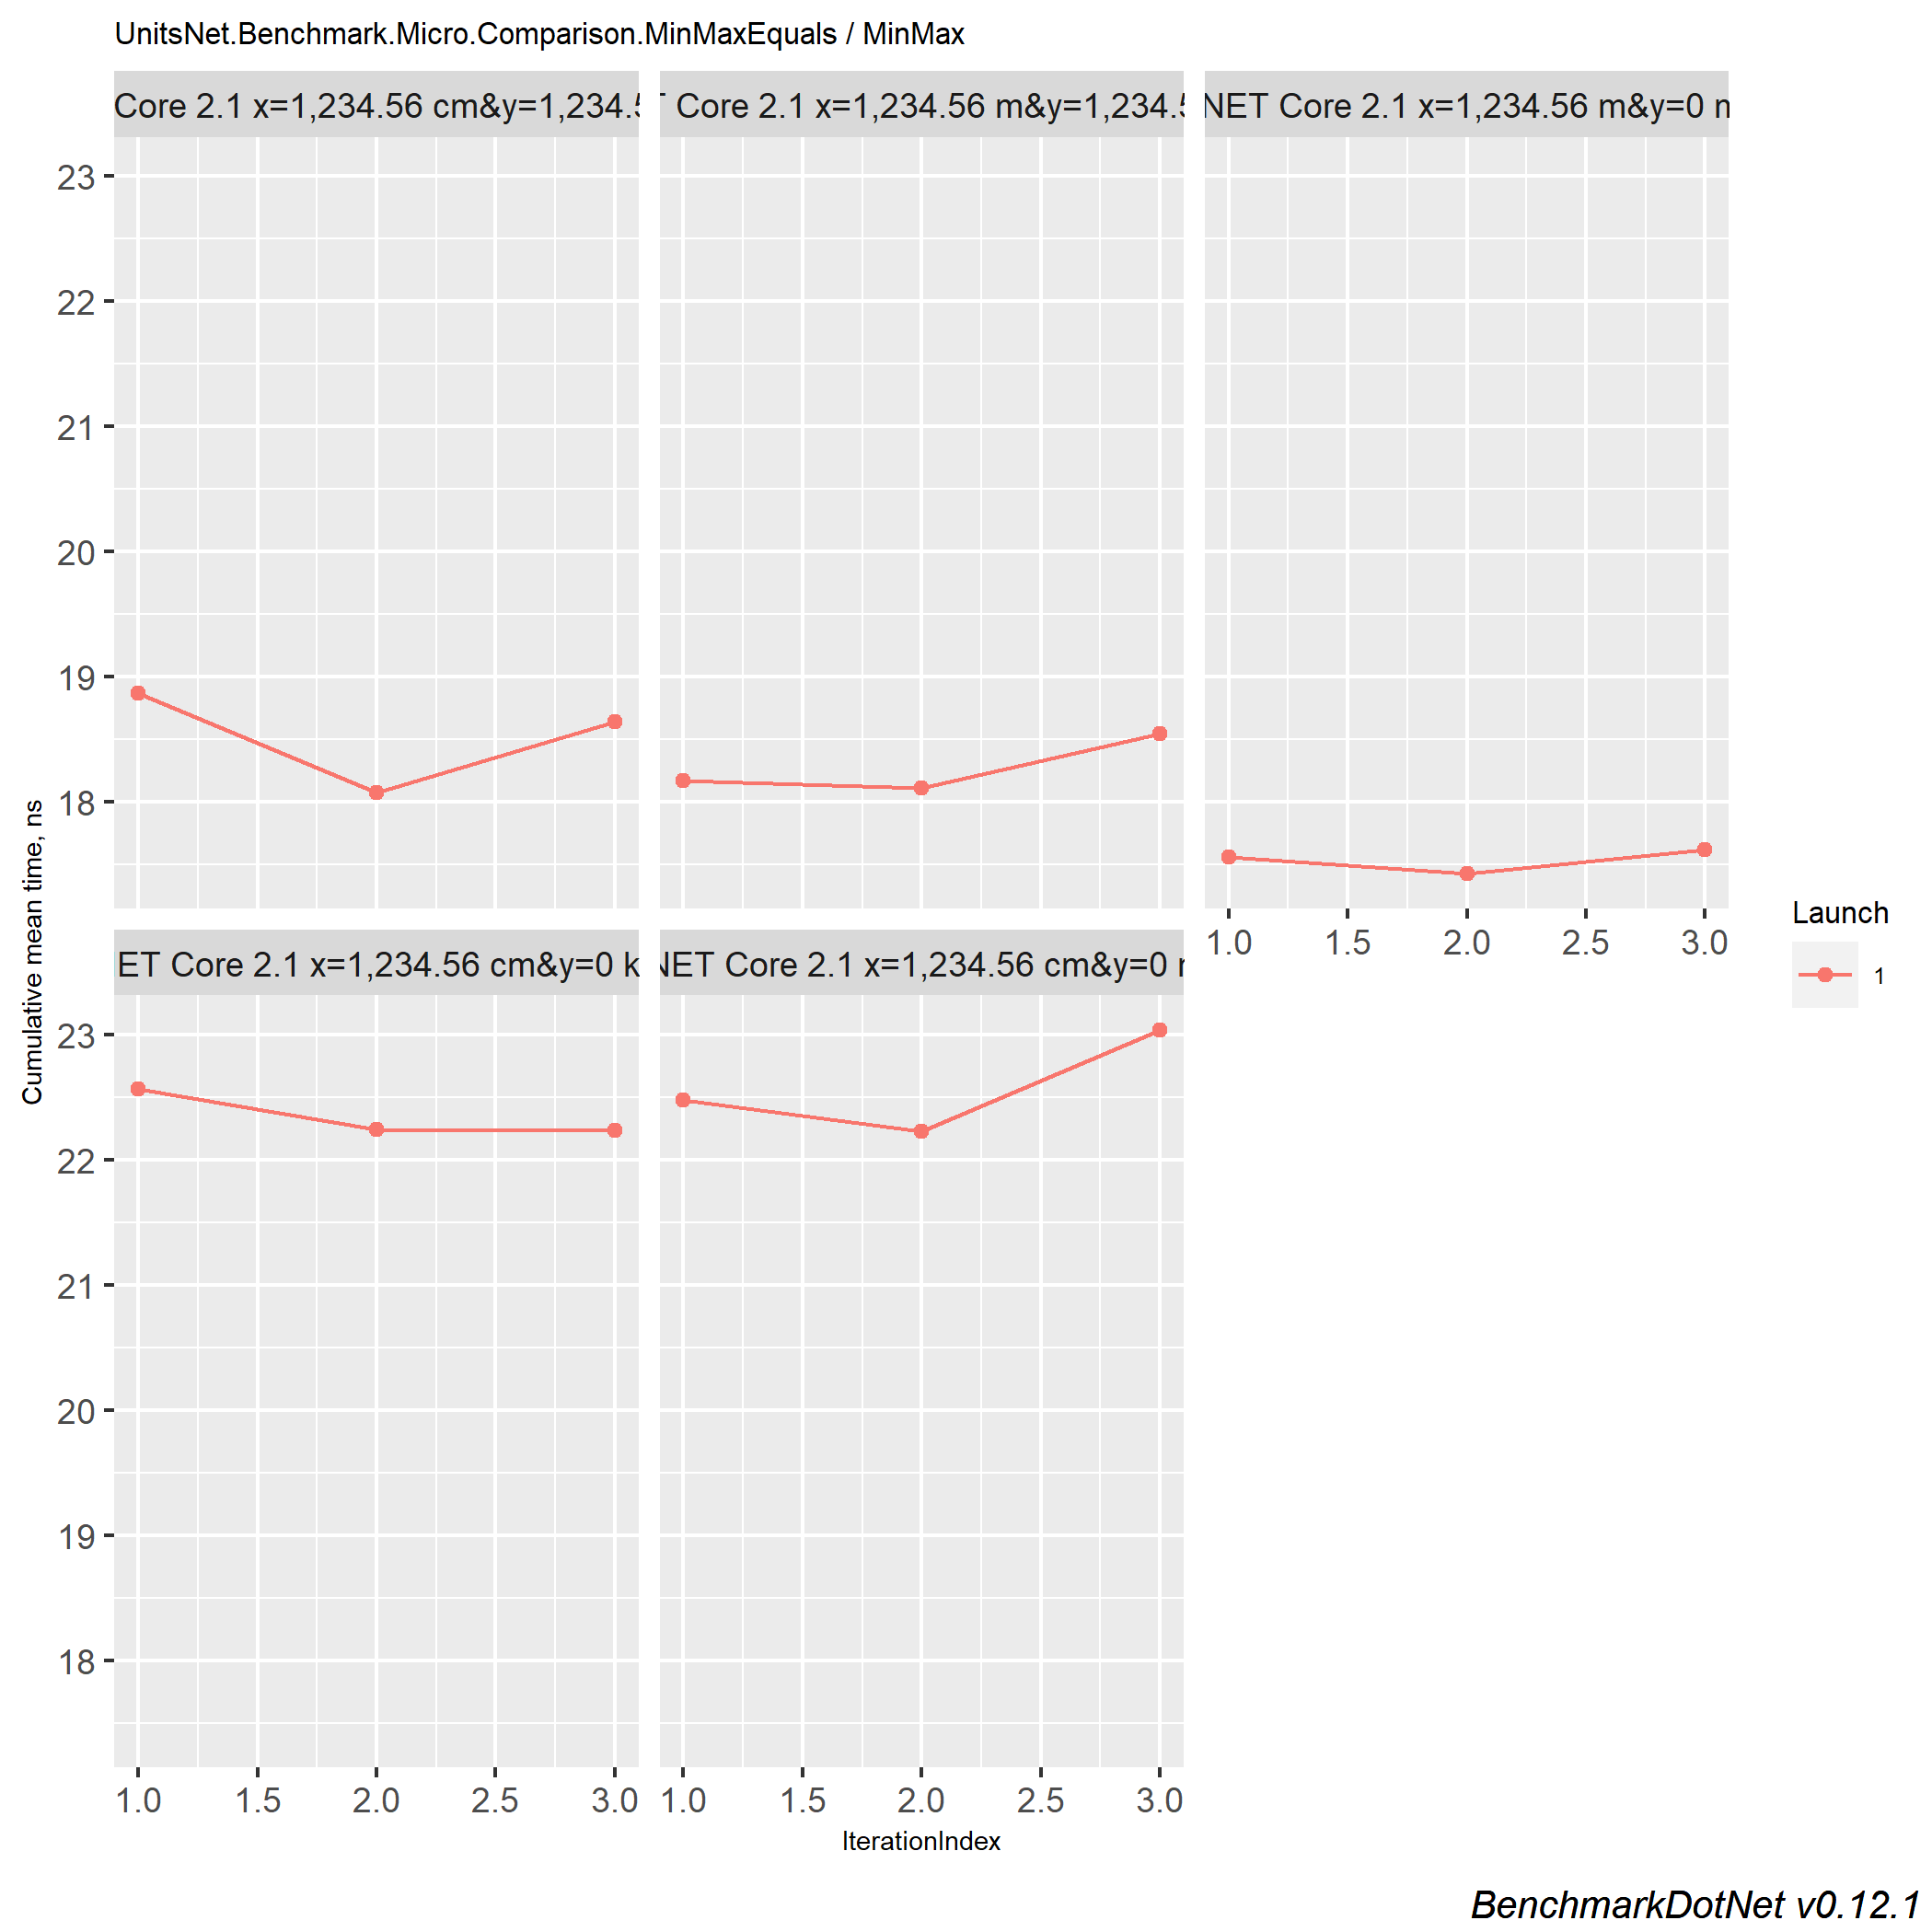 UnitsNet.Benchmark.Micro.Comparison.MinMaxEquals / MinMax
Core 2.1 x=1,234.56 cm&y=1,234.5
Core 2.1 x=1,234.56 m&y=1,234.5
NET Core 2.1 x=1,234.56 m&y=0
23
22
21
20
19
18
1.0 1.5 2.0 2.5 3.0
ET Core 2.1 x=1,234.56 cm&y=0 k
NET Core 2.1 x=1,234.56 cm&y=0
23
22
21
20
19
18
1.0 1.5 2.0 2.5 3.0
1.0 1.5 2.0 2.5 3.0
Cumulative mean time, ns
IterationIndex
Launch
1
BenchmarkDotNet v0.12.1